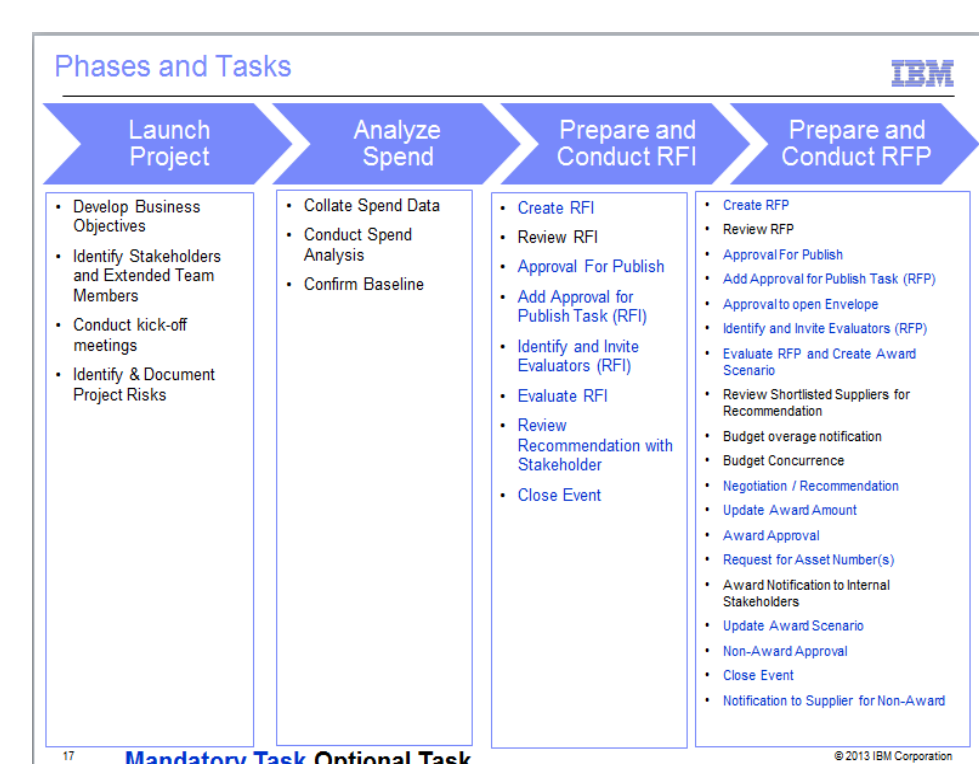 Phases and Tasks
IBM
Launch
Project
Analyze
Spend
Prepare and
Conduct RFI
Prepare and
Conduct RFP
• Develop Business
Objectives
• Identify Stakeholders
and Extended Team
Members
• Conduct kick-off
meetings
• Identify & Document
Project Risks
• Collate Spend Data
• Conduct Spend
Analysis
• Confirm Baseline
• Create RFI
• Review RFI
• Approval For Publish
• Add Approval for
Publish Task (RFI)
• Identify and Invite
Evaluators (RFI)
• Evaluate RFI
• Review
Recommendation with
Stakeholder
• Close Event
• Create RFP
• Review RFP
• Approval For Publish
• Add Approval for Publish Task (RFP)
• Approval to open Envelope
• Identify and Invite Evaluators (RFP)
• Evaluate RFP and Create Award
Scenario
• Review Shortlisted Suppliers for
Recommendation
• Budget overage notification
• Budget Concurrence
• Negotiation / Recommendation
• Update Award Amount
• Award Approval
• Request for Asset Number(s)
• Award Notification to Internal
Stakeholders
• Update Award Scenario
• Non-Award Approval
• Close Event
• Notification to Supplier for Non-Award
17
Mandatory Task Optional Task
© 2013 IBM Corporation